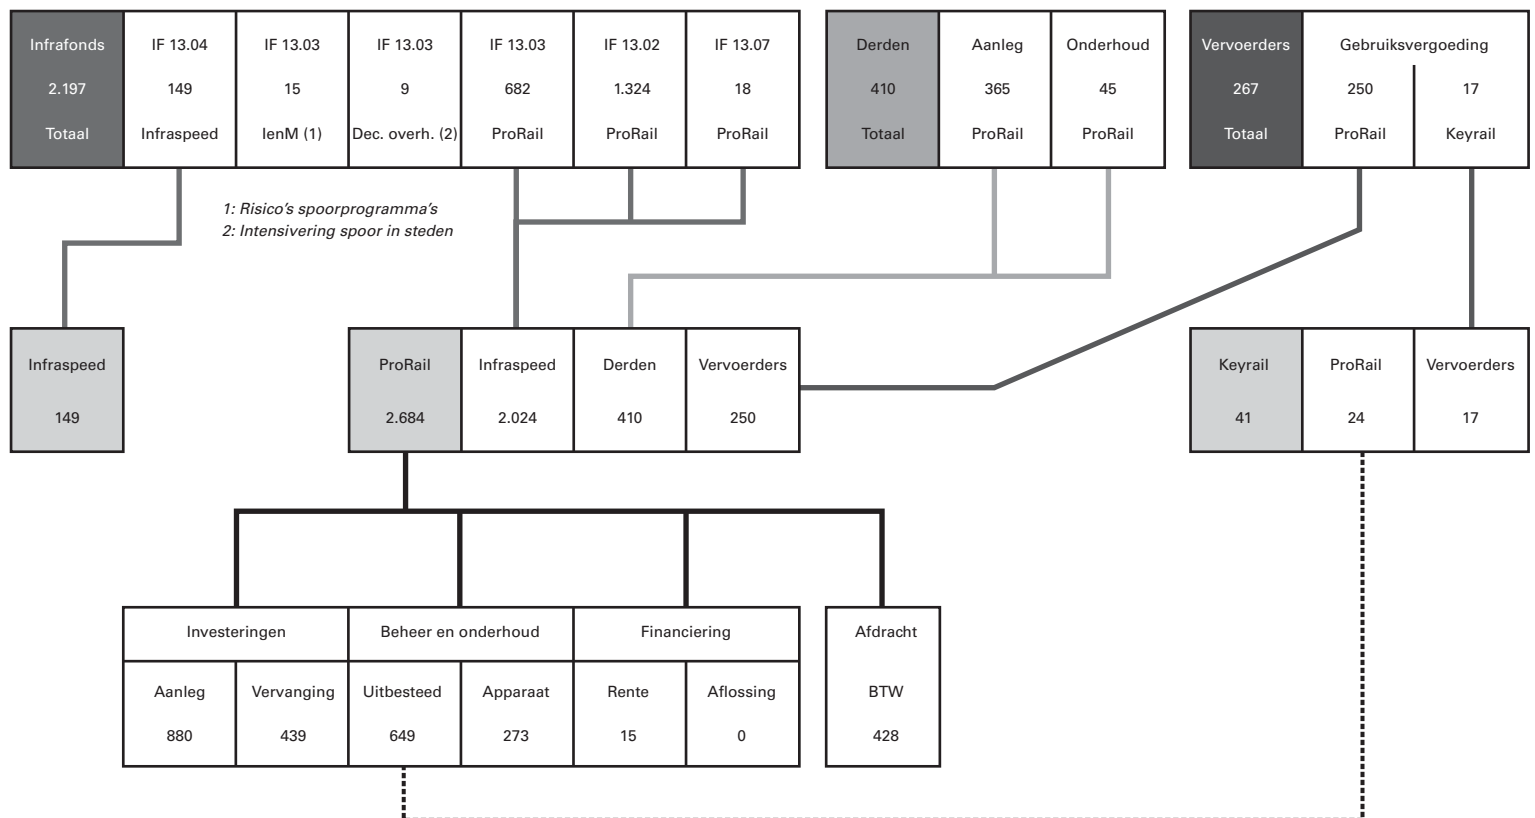 Infrafonds IF 13.04 IF 13.03 IF 13.03 IF 13.03 IF 13.02 IF 13.07
2.197 149 15 9 682 1.324 18
Totaal Infraspeed IenM (1) Dec. overh. (2) ProRail ProRail ProRail
Derden Aanleg Onderhoud
410 365 45
Totaal ProRail ProRail
Vervoerders Gebruiksvergoeding
267 250 17
Totaal ProRail Keyrail
1: Risico's spoorprogramma's
2: Intensivering spoor in steden
Infraspeed
149
ProRail Infraspeed Derden Vervoerders
2.684 2.024 410 250
Keyrail ProRail Vervoerders
41 24 17
Investeringen Beheer en onderhoud Financiering
Aanleg Vervanging Uitbesteed Apparaat Rente Aflossing
880 439 649 273 15 0
Afdracht
BTW
428